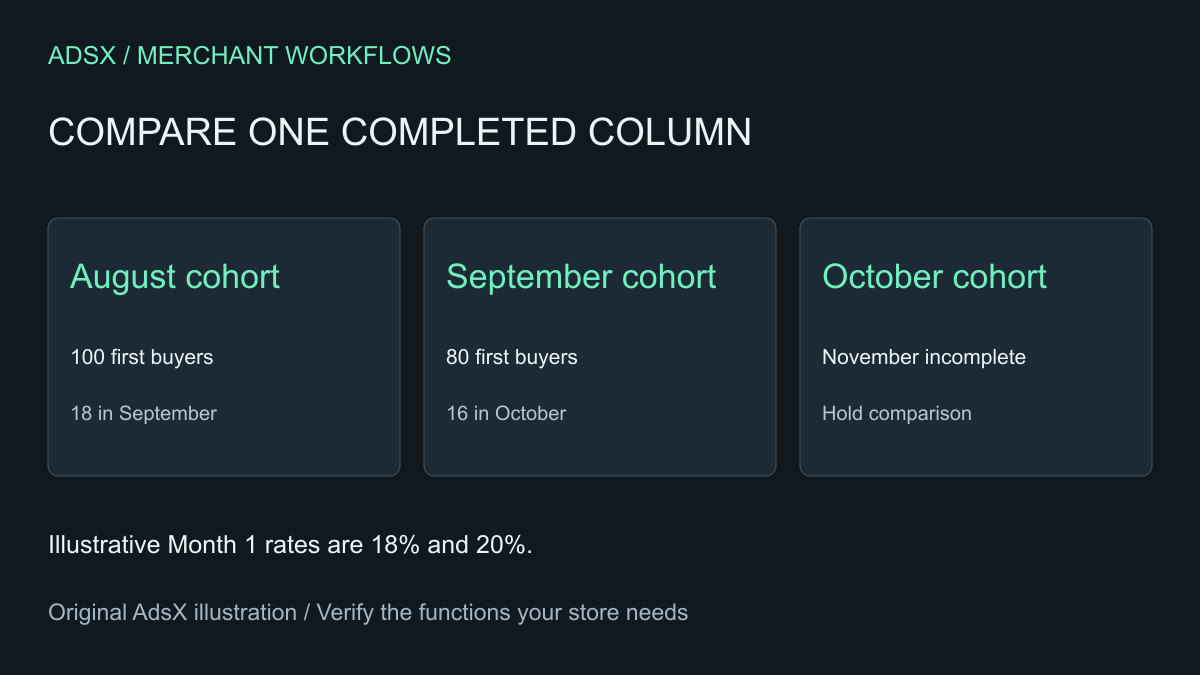 ADSX / MERCHANT WORKFLOWS
COMPARE ONE COMPLETED COLUMN
August cohort
100 first buyers
18 in September
September cohort
80 first buyers
16 in October
October cohort
November incomplete
Hold comparison
Illustrative Month 1 rates are 18% and 20%.
Original AdsX illustration / Verify the functions your store needs